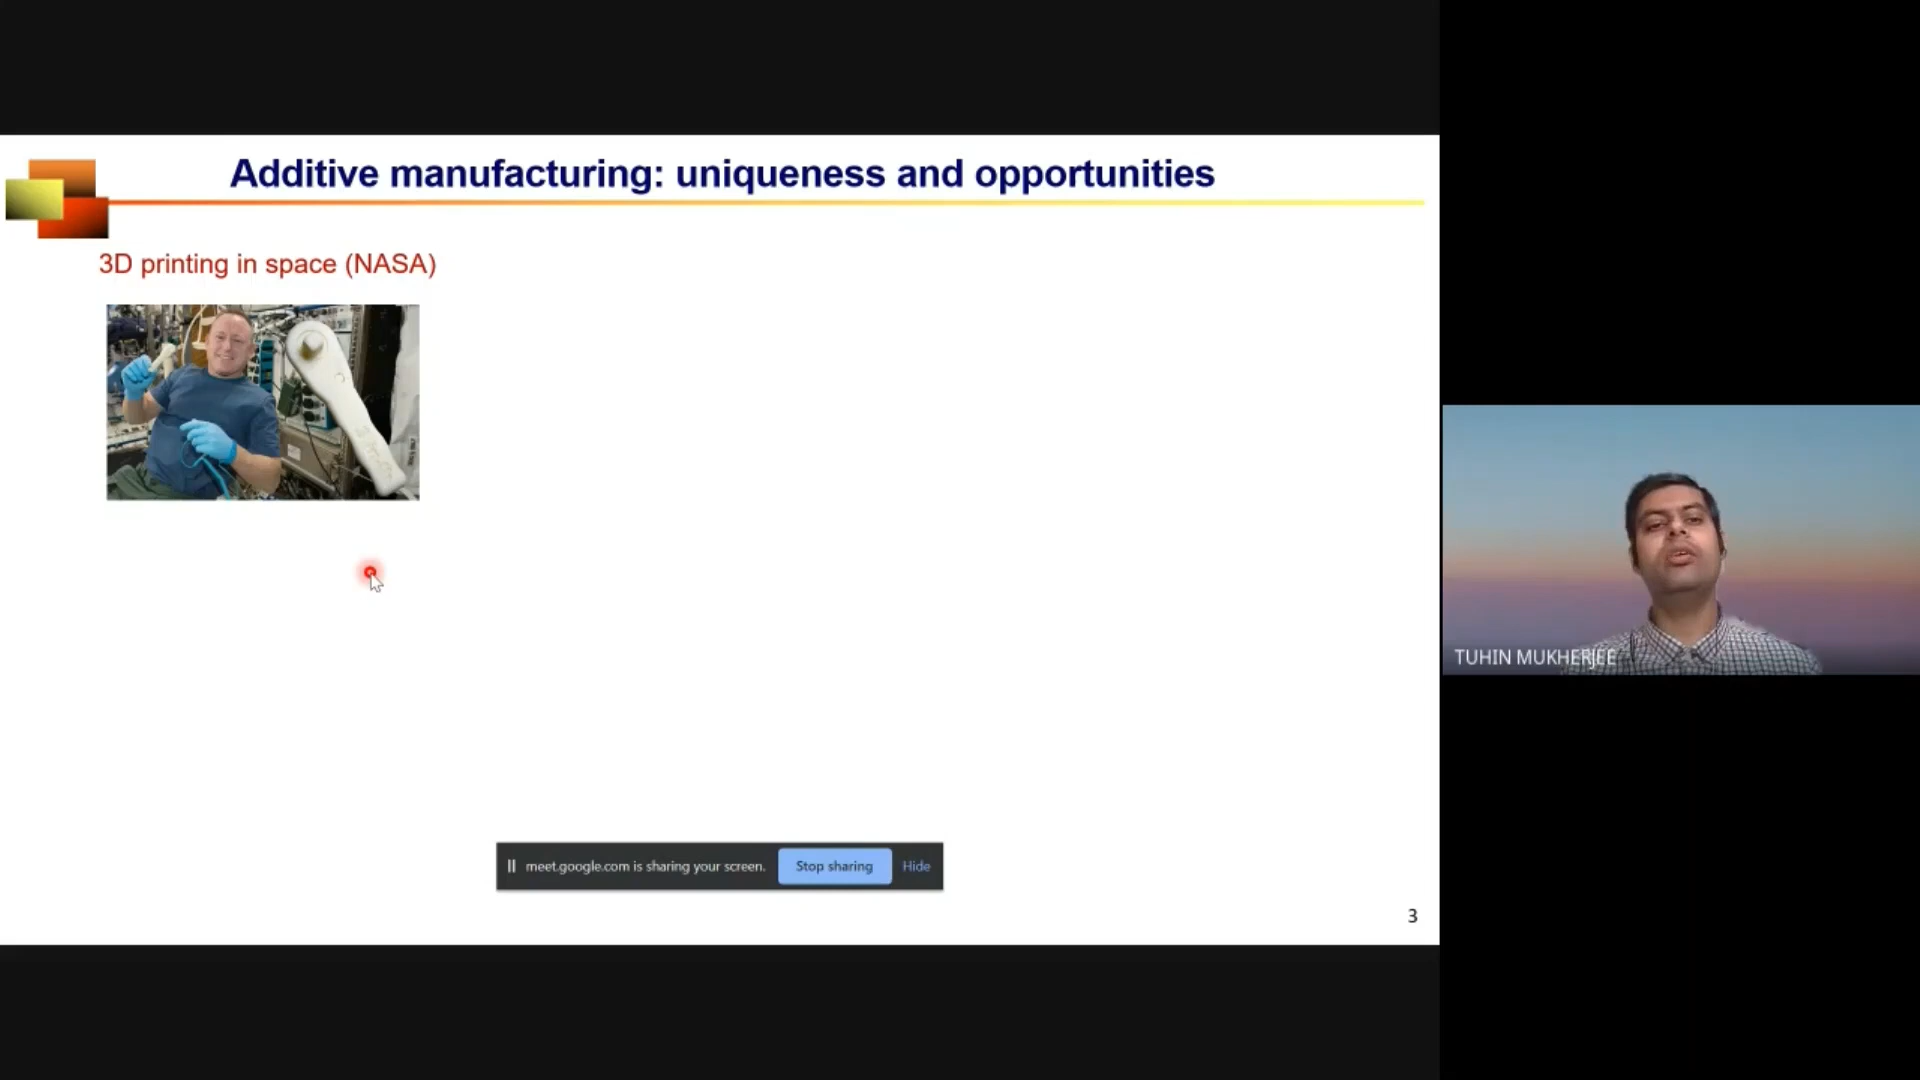 Additive manufacturing: uniqueness and opportunities
3D printing in space (NASA)
TUHIN MUKHERJEE
meet.google.com is sharing your screen. Stop sharing Hide
3